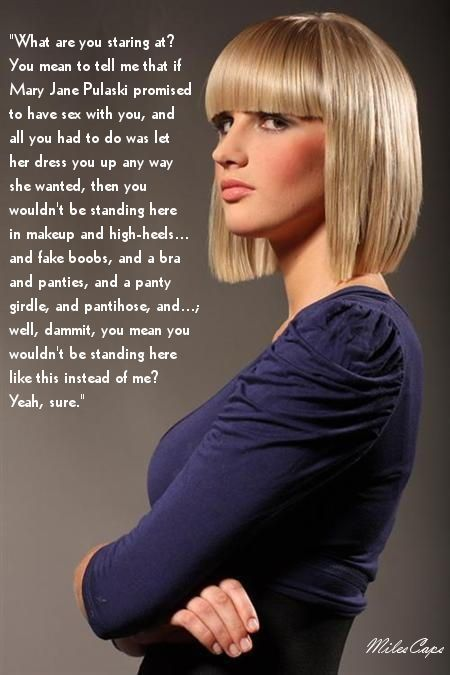 "What are you staring at?
You mean to tell me that if
Mary Jane Pulaski promised
to have sex with you, and
all you had to do was let
her dress you up any way
she wanted, then you
wouldn't be standing here
in makeup and high-heels...
and fake boobs, and a bra
and panties, and a panty
girdle, and pantihose, and...;
well, dammit, you mean you
wouldn't be standing here
like this instead of me?
Yeah, sure."
MilesCaps